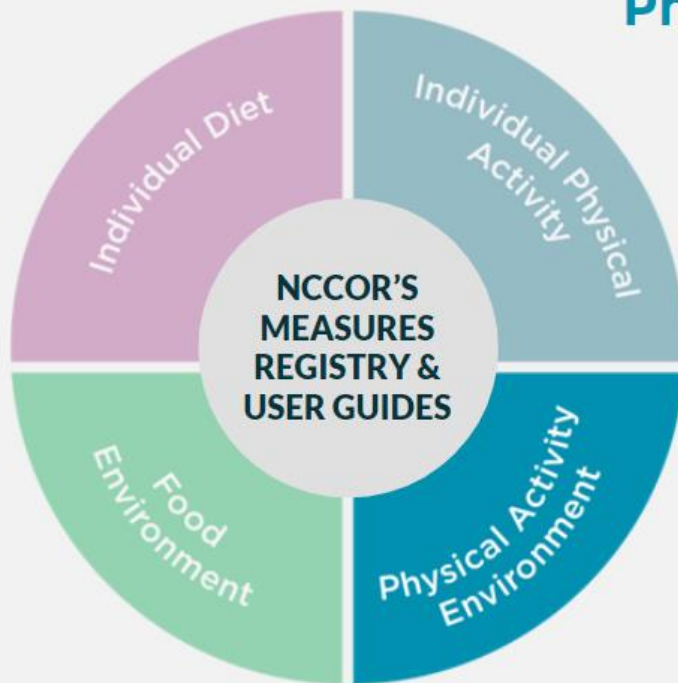 Individual Diet
Individual Physical
Activity
NCCOR'S
MEASURES
REGISTRY &
USER GUIDES
Food
Environment
Physical Activity
Environment